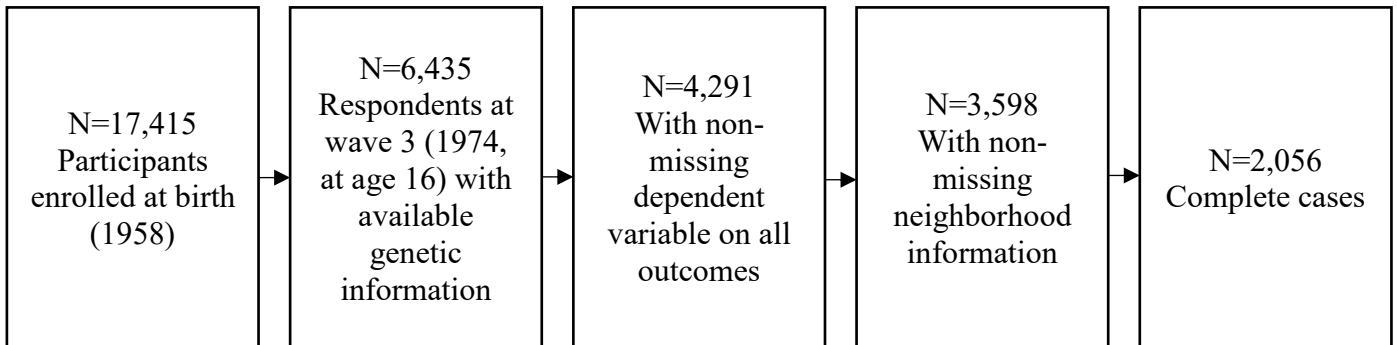 N=17,415
Participants
enrolled at birth
(1958)
N=6,435
Respondents at
wave 3 (1974,
at age 16) with
available
genetic
information
N=4,291
With non-
missing
dependent
variable on all
outcomes
N=3,598
With non-
missing
neighborhood
information
N=2,056
Complete cases